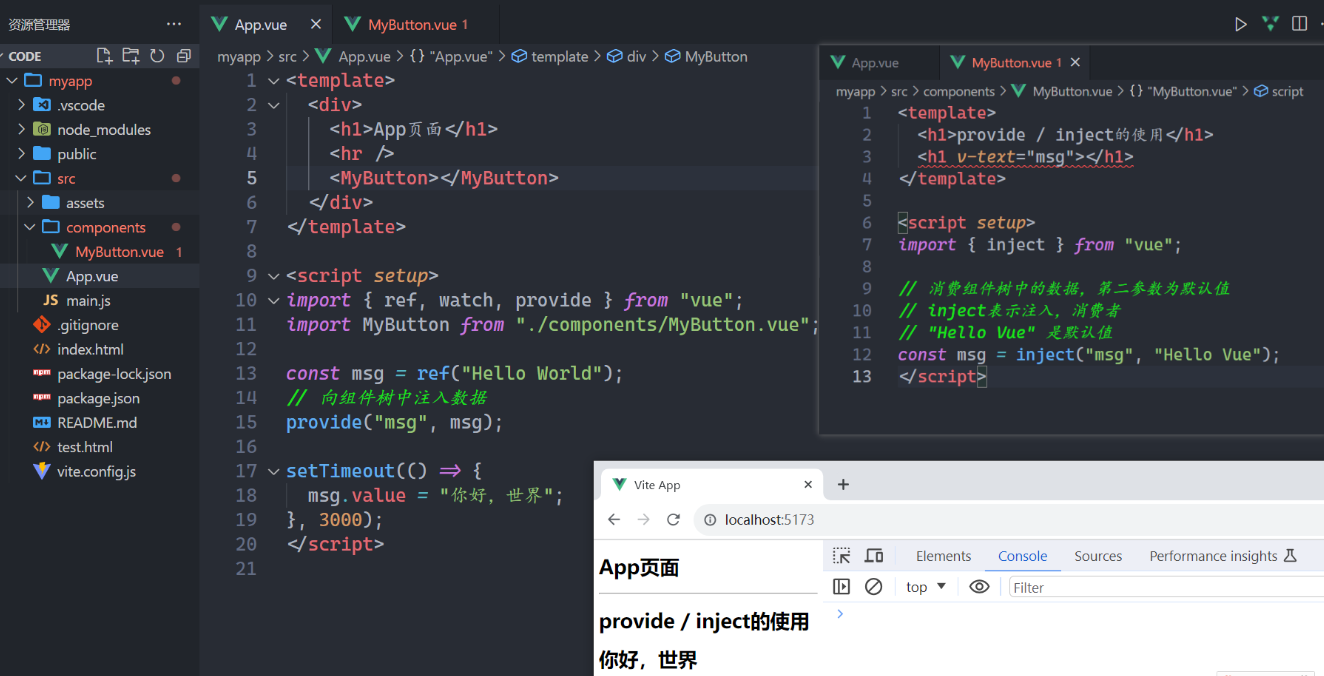 资源管理器
CODE
myapp
.vscode
node_modules
public
src
assets
components
MyButton.vue 1
App.vue
JS main.js
.gitignore
index.html
package-lock.json
package.json
README.md
test.html
vite.config.js
App.vue
MyButton.vue 1
myapp > src > App.vue > {} "App.vue" > template > div > MyButton
1 <template>
2 <div>
3 <h1>App页面</h1>
4 <hr />
5 <MyButton></MyButton>
6 </div>
7 </template>
8
9 <script setup>
10 import { ref, watch, provide } from "vue";
11 import MyButton from "./components/MyButton.vue";
12
13 const msg = ref("Hello World");
14 // 向组件树中注入数据
15 provide("msg", msg);
16
17 setTimeout(() => {
18 msg.value = "你好，世界";
19 }, 3000);
20 </script>
21
App.vue
MyButton.vue 1
myapp > src > components > MyButton.vue > {} "MyButton.vue" > script
1 <template>
2 <h1>provide / inject的使用</h1>
3 <h1 v-text="msg"></h1>
4 </template>
5
6 <script setup>
7 import { inject } from "vue";
8
9 // 消费组件树中的数据，第二参数为默认值
10 // inject表示注入，消费者
11 // "Hello Vue" 是默认值
12 const msg = inject("msg", "Hello Vue");
13 </script>
Vite App
localhost:5173
App页面
provide / inject的使用
你好，世界
Elements Console Sources Performance insights
top Filter